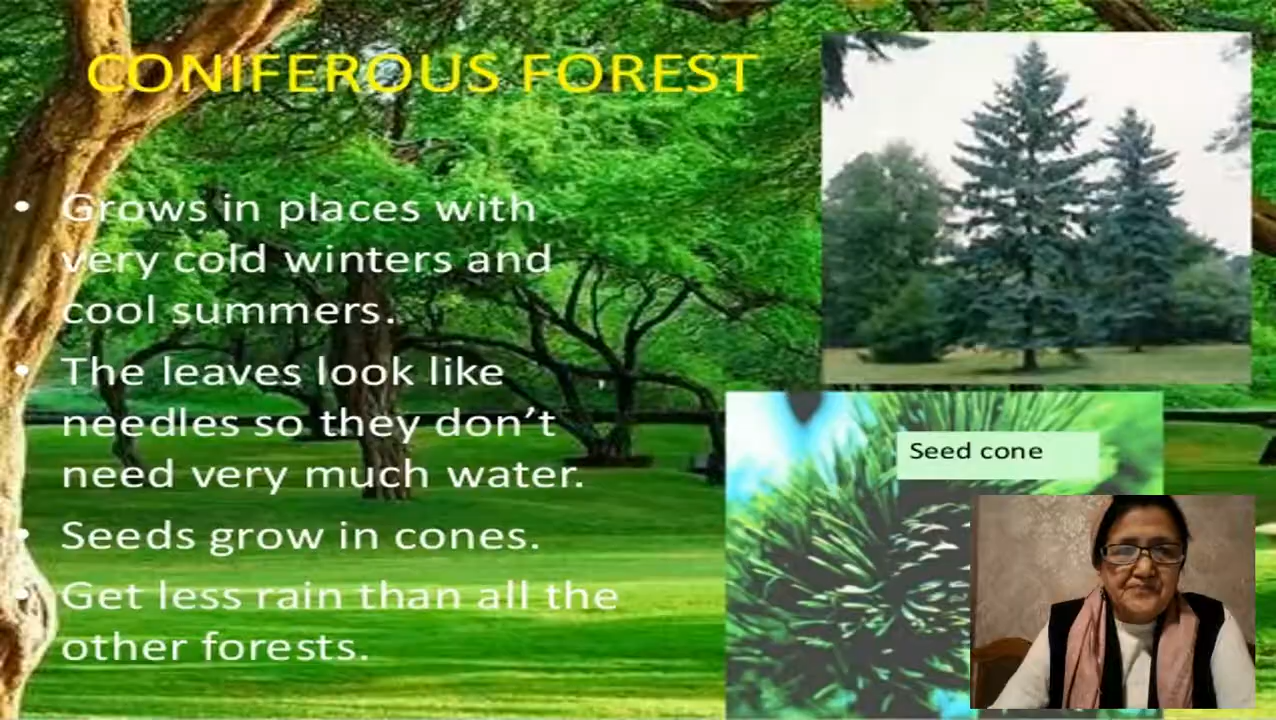 CONIFEROUS FOREST
• Grows in places with
very cold winters and
cool summers.
• The leaves look like
needles so they don't
need very much water.
• Seeds grow in cones.
• Get less rain than all the
other forests.
Seed cone